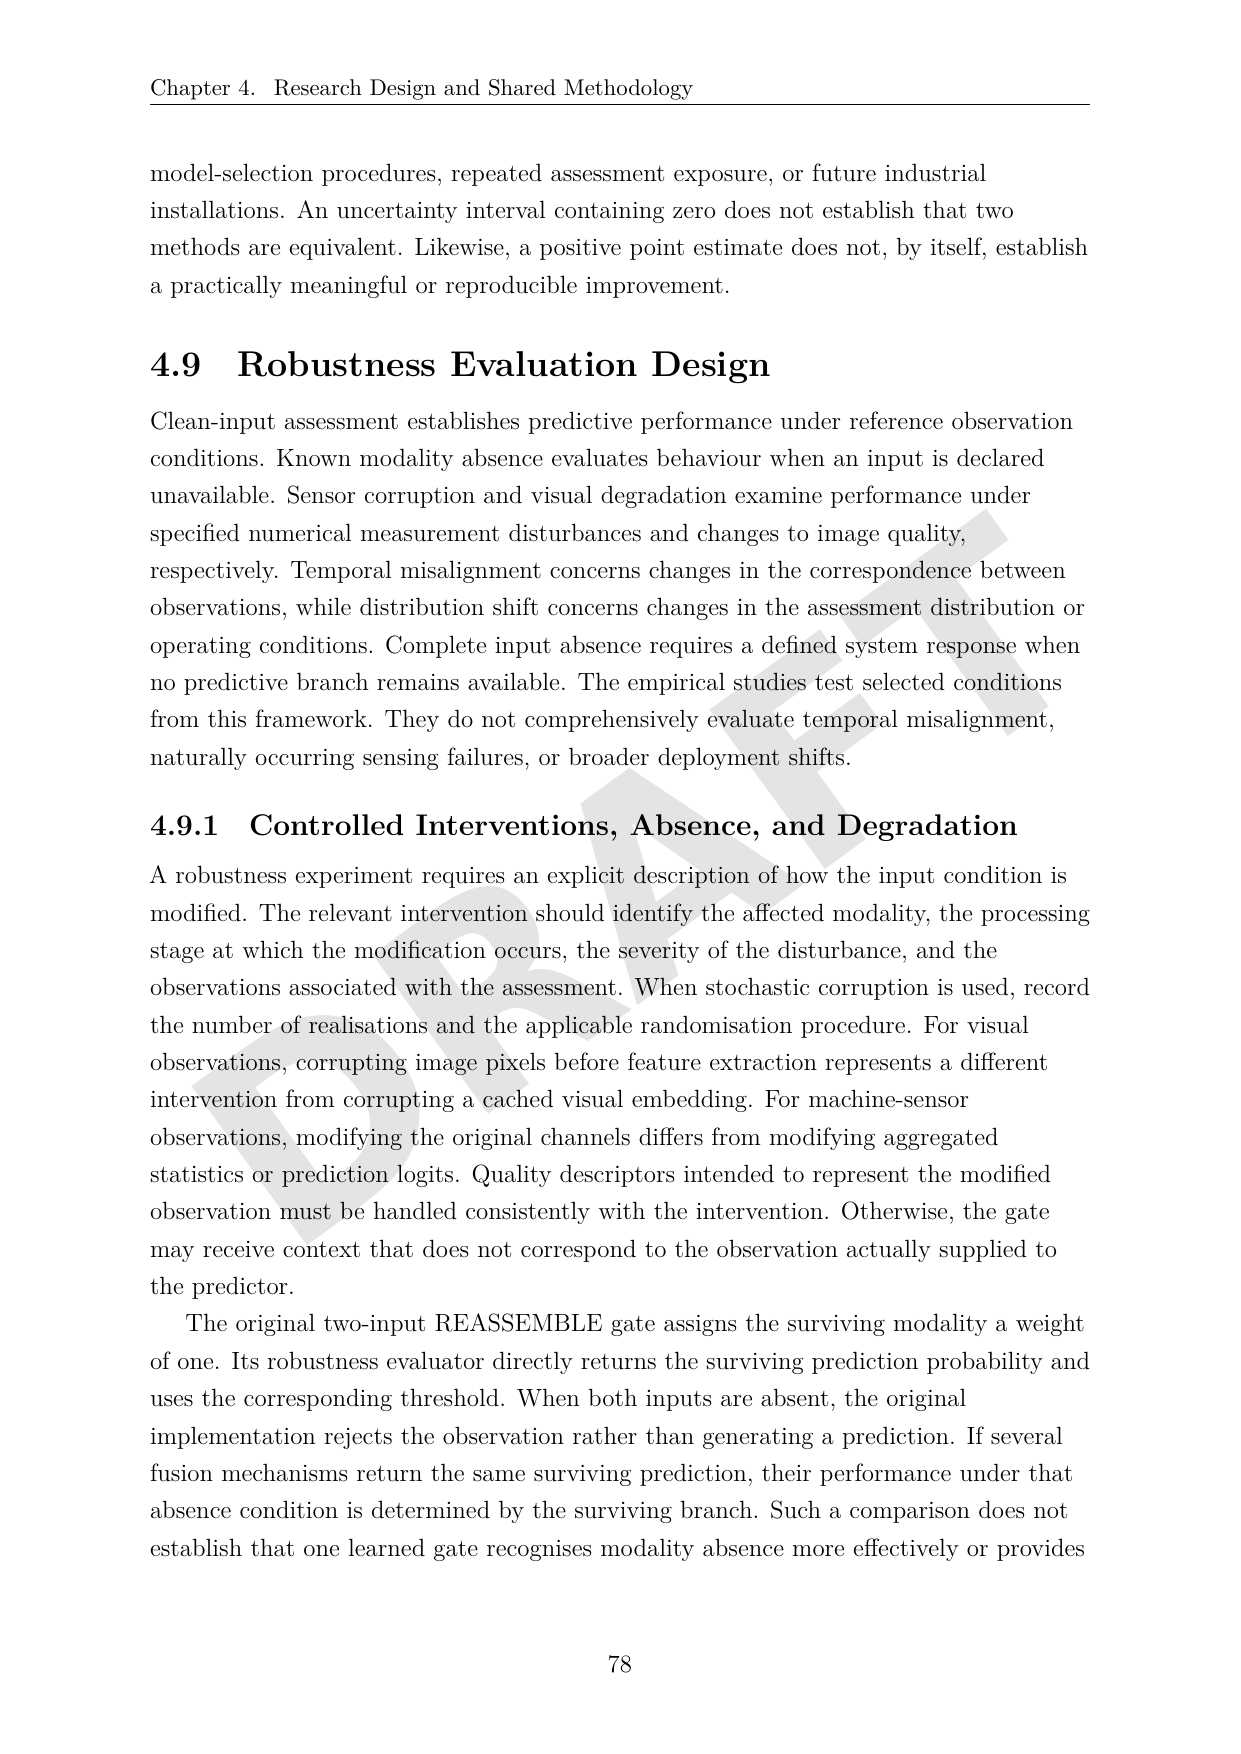 Chapter 4. Research Design and Shared Methodology
model-selection procedures, repeated assessment exposure, or future industrial
installations. An uncertainty interval containing zero does not establish that two
methods are equivalent. Likewise, a positive point estimate does not, by itself, establish
a practically meaningful or reproducible improvement.
4.9 Robustness Evaluation Design
Clean-input assessment establishes predictive performance under reference observation
conditions. Known modality absence evaluates behaviour when an input is declared
unavailable. Sensor corruption and visual degradation examine performance under
specified numerical measurement disturbances and changes to image quality,
respectively. Temporal misalignment concerns changes in the correspondence between
observations, while distribution shift concerns changes in the assessment distribution or
operating conditions. Complete input absence requires a defined system response when
no predictive branch remains available. The empirical studies test selected conditions
from this framework. They do not comprehensively evaluate temporal misalignment,
naturally occurring sensing failures, or broader deployment shifts.
4.9.1 Controlled Interventions, Absence, and Degradation
A robustness experiment requires an explicit description of how the input condition is
modified. The relevant intervention should identify the affected modality, the processing
stage at which the modification occurs, the severity of the disturbance, and the
observations associated with the assessment. When stochastic corruption is used, record
the number of realisations and the applicable randomisation procedure. For visual
observations, corrupting image pixels before feature extraction represents a different
intervention from corrupting a cached visual embedding. For machine-sensor
observations, modifying the original channels differs from modifying aggregated
statistics or prediction logits. Quality descriptors intended to represent the modified
observation must be handled consistently with the intervention. Otherwise, the gate
may receive context that does not correspond to the observation actually supplied to
the predictor.
The original two-input REASSEMBLE gate assigns the surviving modality a weight
of one. Its robustness evaluator directly returns the surviving prediction probability and
uses the corresponding threshold. When both inputs are absent, the original
implementation rejects the observation rather than generating a prediction. If several
fusion mechanisms return the same surviving prediction, their performance under that
absence condition is determined by the surviving branch. Such a comparison does not
establish that one learned gate recognises modality absence more effectively or provides
78
DRAFT